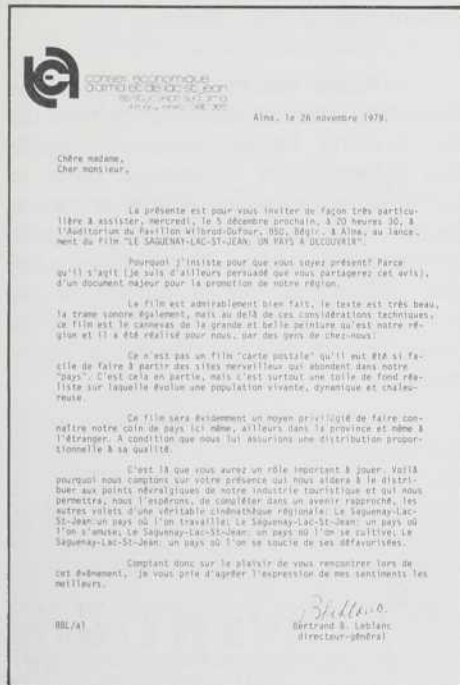 conseil économique
d'alma et de lac st-jean
Alma, le 26 novembre 1979.
Chère madame,
Cher monsieur,
La présente est pour vous inviter de façon très particu-
lière à assister, mercredi, le 5 décembre prochain, à 20 heures 30, à
l'Auditorium du Pavillon Wilbrod-Dufour, 850, Bégin, à Alma, au lance-
ment du film "LE SAGUENAY-LAC-ST-JEAN: UN PAYS A DECOUVRIR".
Pourquoi j'insiste pour que vous soyez présent? Parce
qu'il s'agit (je suis d'ailleurs persuadé que vous partagerez cet avis),
d'un document majeur pour la promotion de notre région.
Le film est admirablement bien fait, le texte est très beau,
la trame sonore également, mais au delà de ces considérations techniques,
ce film est le cannevas de la grande et belle peinture qu'est notre ré-
gion et il a été réalisé pour nous, par des gens de chez-nous!
Ce n'est pas un film "carte postale" qu'il eut été si fa-
cile de faire à partir des sites merveilleux qui abondent dans notre
"pays". C'est cela en partie, mais c'est surtout une toile de fond réa-
liste sur laquelle évolue une population vivante, dynamique et chaleu-
reuse.
Ce film sera évidemment un moyen privilégié de faire con-
naître notre coin de pays ici même, ailleurs dans la province et même à
l'étranger. A condition que nous lui assurions une distribution propor-
tionnelle à sa qualité.
C'est là que vous aurez un rôle important à jouer. Voilà
pourquoi nous comptons sur votre présence qui nous aidera à le distri-
buer aux points névralgiques de notre industrie touristique et qui nous
permettra, nous l'espérons, de compléter dans un avenir rapproché, les
autres volets d'une véritable cinémathèque régionale: Le Saguenay-Lac-
St-Jean: un pays où l'on travaille; Le Saguenay-Lac-St-Jean: un pays où
l'on s'amuse; Le Saguenay-Lac-St-Jean: un pays où l'on se cultive; Le
Saguenay-Lac-St-Jean: un pays où l'on se soucie de ses défavorisées.
Comptant donc sur le plaisir de vous rencontrer lors de
cet événement, je vous prie d'agréer l'expression de mes sentiments les
meilleurs.
BBL/al
Bertrand B. Leblanc
directeur-général